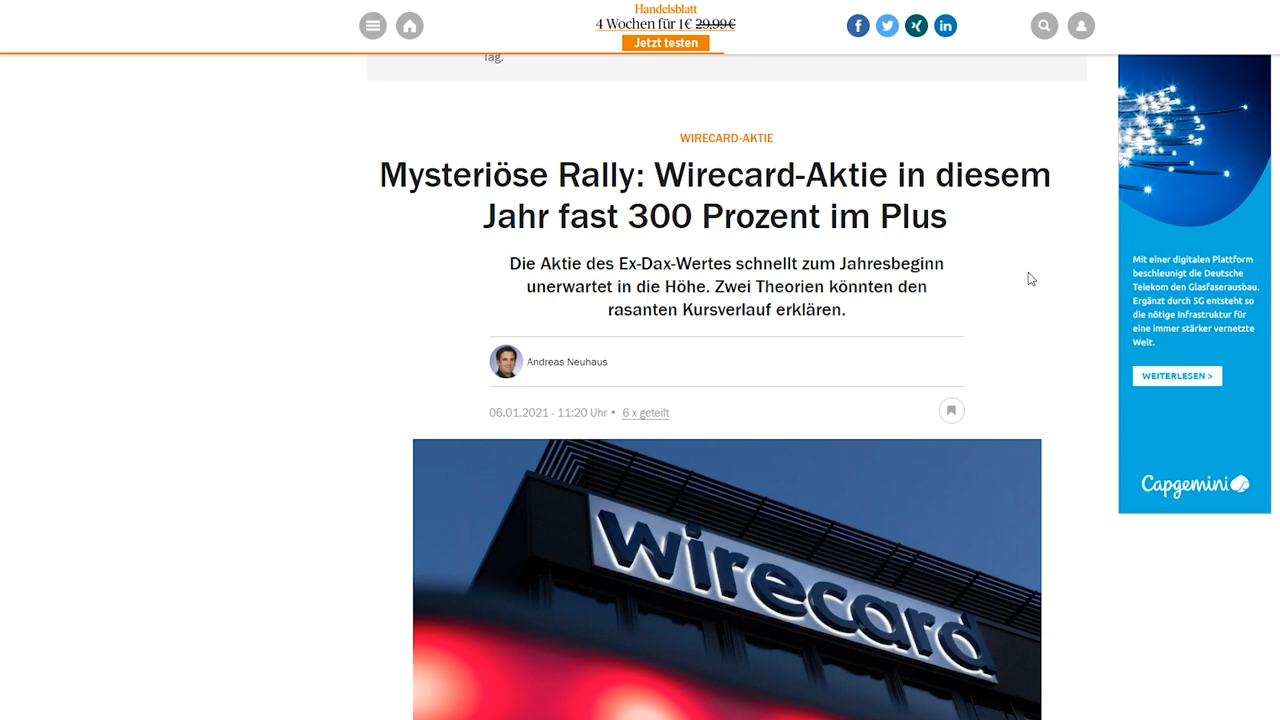 Handelsblatt
4 Wochen für 1€ 29,99€
Jetzt testen
Tag.
WIRECARD-AKTIE
Mysteriöse Rally: Wirecard-Aktie in diesem
Jahr fast 300 Prozent im Plus
Die Aktie des Ex-Dax-Wertes schnellt zum Jahresbeginn
unerwartet in die Höhe. Zwei Theorien könnten den
rasanten Kursverlauf erklären.
Andreas Neuhaus
06.01.2021 - 11:20 Uhr • 6 x geteilt
wirecard
Mit einer digitalen Plattform
beschleunigt die Deutsche
Telekom den Glasfaserausbau.
Ergänzt durch 5G entsteht so
die nötige Infrastruktur für
eine immer stärker vernetzte
Welt.
WEITERLESEN >
Capgemini